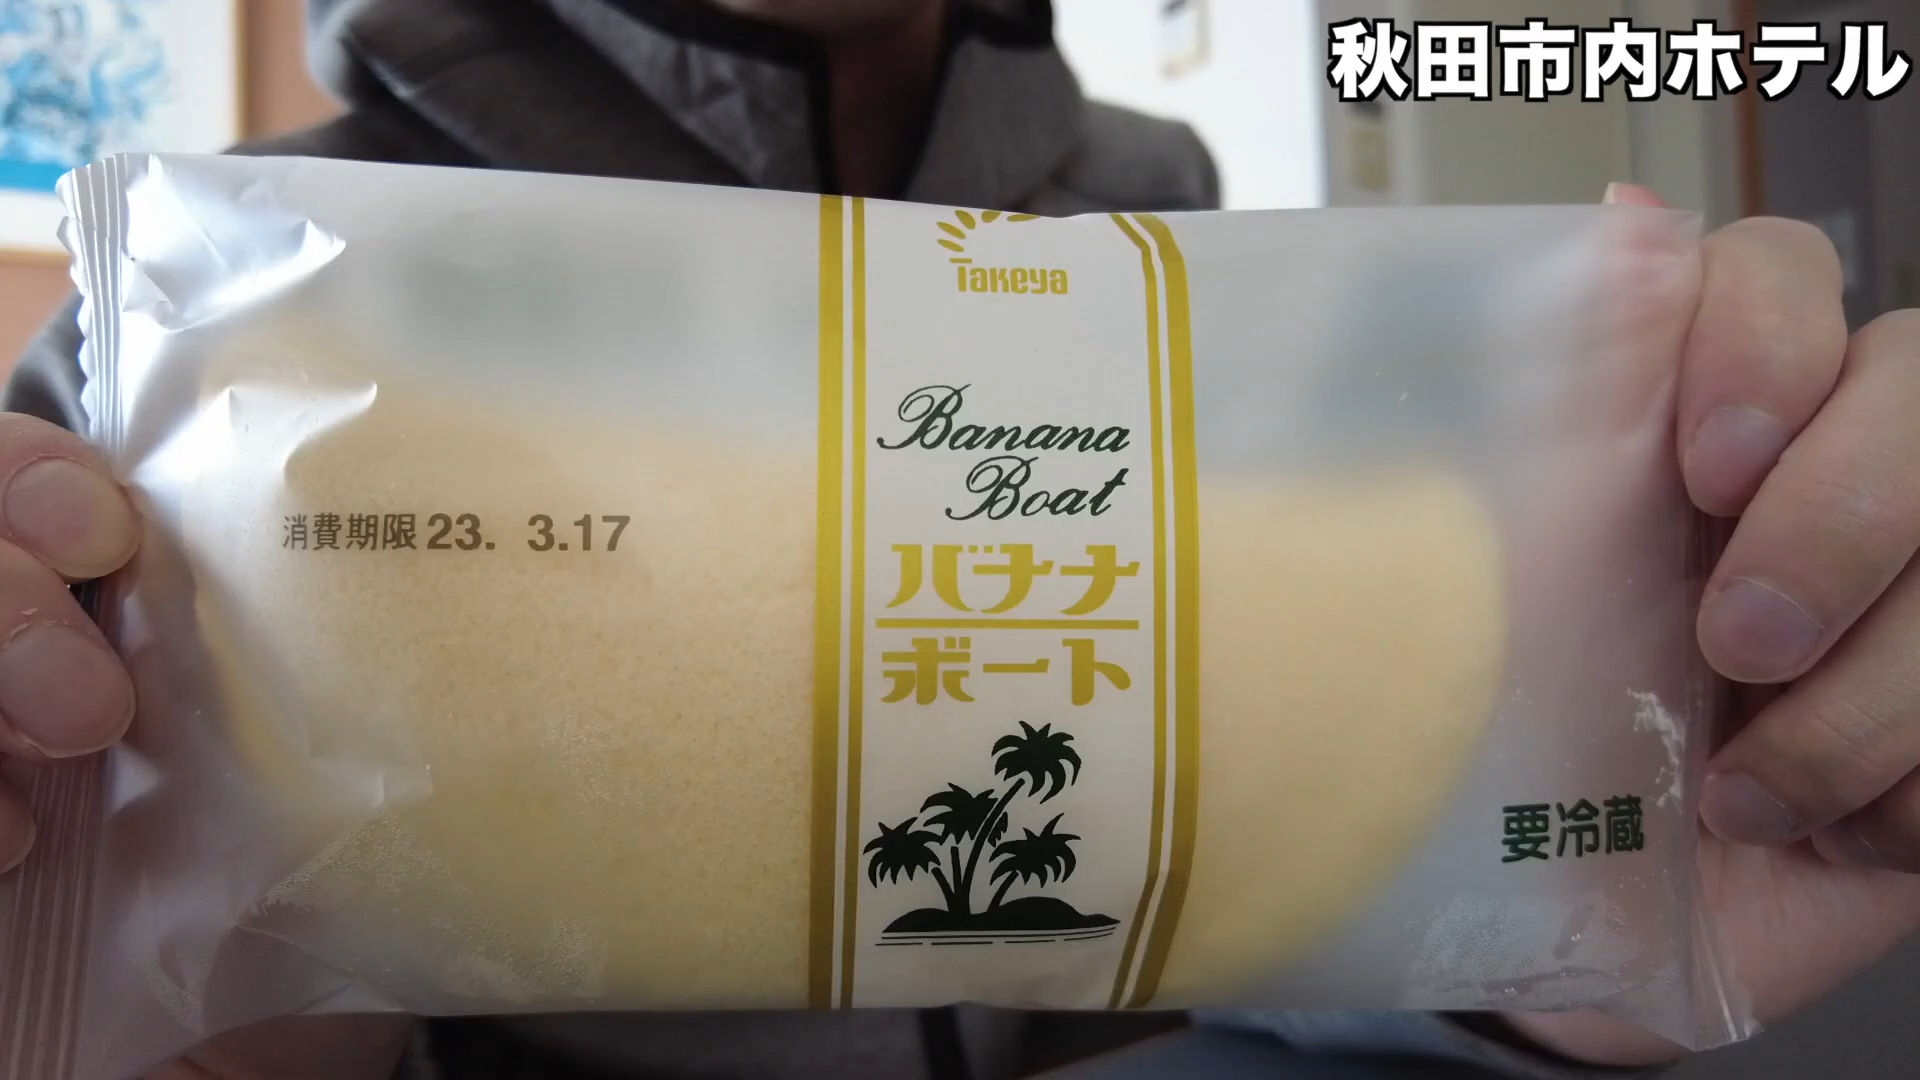 秋田市内ホテル
Takeya
Banana
Boat
バナナ
ボート
消費期限 23. 3.17
要冷蔵